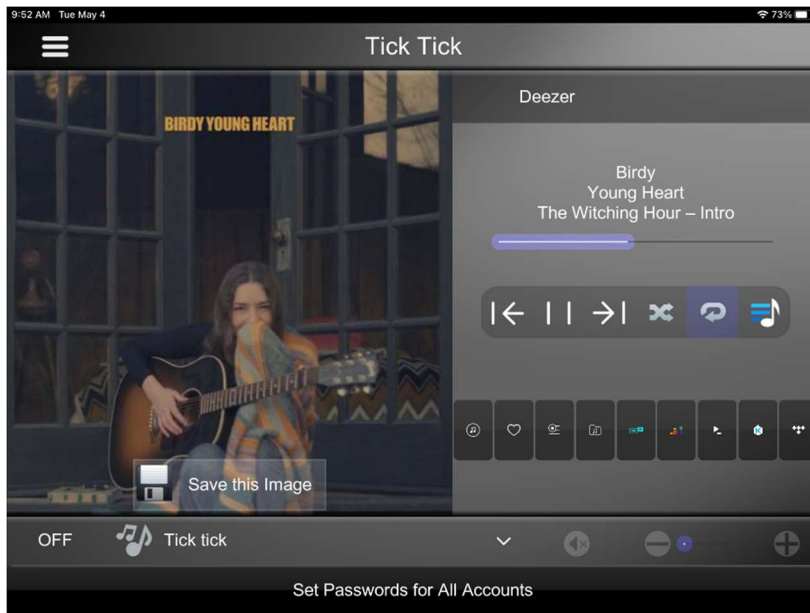 9:52 AM Tue May 4
73%
Tick Tick
BIRDY YOUNG HEART
Deezer
Birdy
Young Heart
The Witching Hour – Intro
Save this Image
OFF
Tick tick
Set Passwords for All Accounts